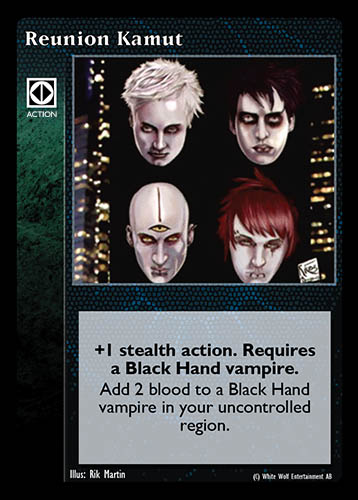 Reunion Kamut
ACTION
+1 stealth action. Requires
a Black Hand vampire.
Add 2 blood to a Black Hand
vampire in your uncontrolled
region.
Illus: Rik Martin
(C) White Wolf Entertainment AB